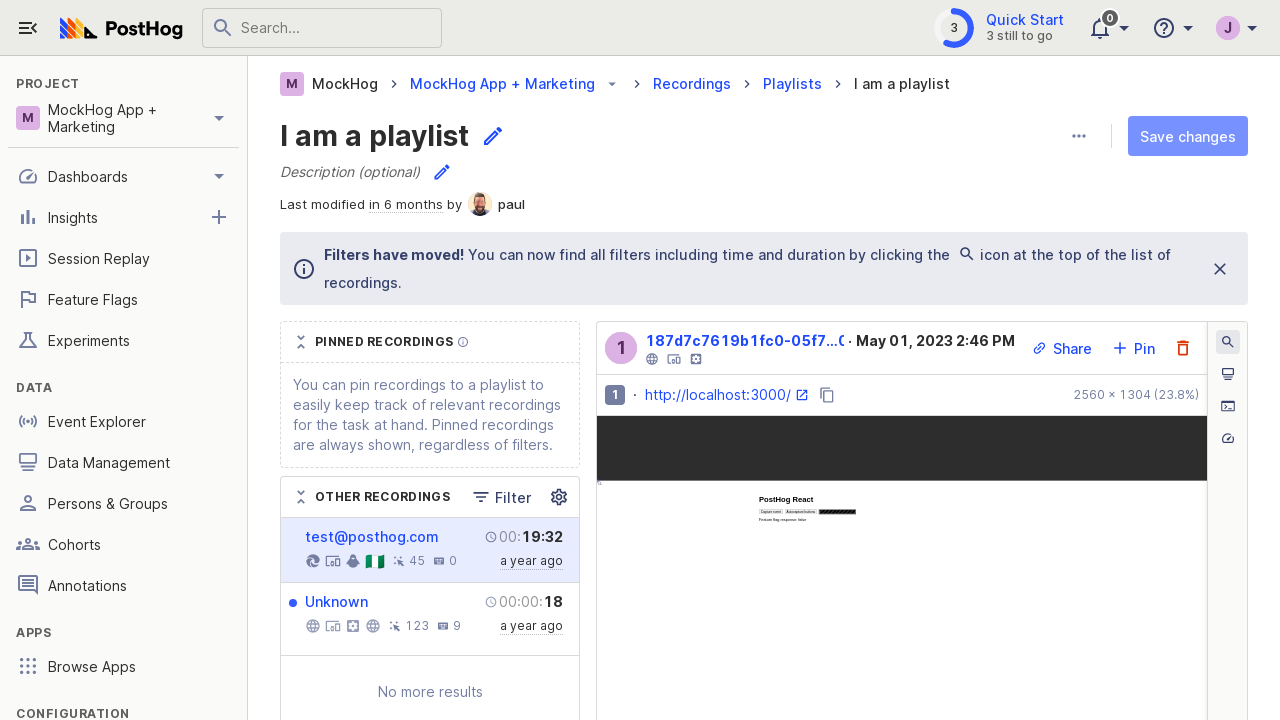 PostHog
Search...
3
Quick Start
3 still to go
0
J
PROJECT
M
MockHog App +
Marketing
Dashboards
Insights
Session Replay
Feature Flags
Experiments
DATA
Event Explorer
Data Management
Persons & Groups
Cohorts
Annotations
APPS
Browse Apps
CONFIGURATION
M MockHog > MockHog App + Marketing > Recordings > Playlists > I am a playlist
I am a playlist
Save changes
Description (optional)
Last modified in 6 months by paul
Filters have moved! You can now find all filters including time and duration by clicking the icon at the top of the list of
recordings.
PINNED RECORDINGS
You can pin recordings to a playlist to
easily keep track of relevant recordings
for the task at hand. Pinned recordings
are always shown, regardless of filters.
OTHER RECORDINGS
Filter
test@posthog.com
00:19:32
45
0
a year ago
Unknown
00:00:18
123
9
a year ago
No more results
1
187d7c7619b1fc0-05f7...0 · May 01, 2023 2:46 PM
Share
Pin
1 · http://localhost:3000/
2560 × 1304 (23.8%)
PostHog React
Capture event
Autocapture buttons
Feature flag response: false